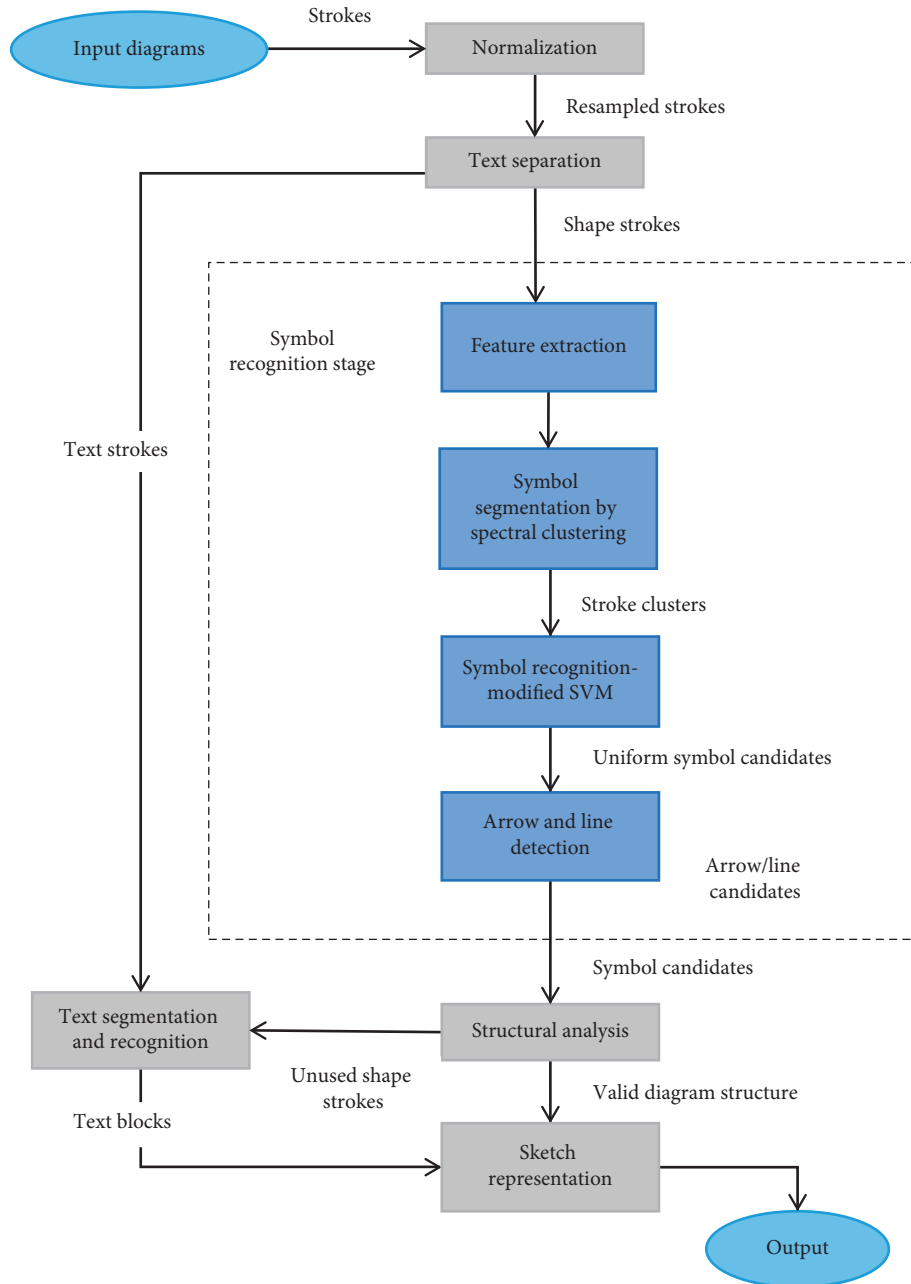 Strokes
Input diagrams
Normalization
Resampled strokes
Text separation
Shape strokes
Symbol
recognition stage
Feature extraction
Text strokes
Symbol
segmentation by
spectral clustering
Stroke clusters
Symbol recognition-
modified SVM
Uniform symbol candidates
Arrow and line
detection
Arrow/line
candidates
Symbol candidates
Text segmentation
and recognition
Structural analysis
Unused shape
strokes
Valid diagram structure
Text blocks
Sketch
representation
Output